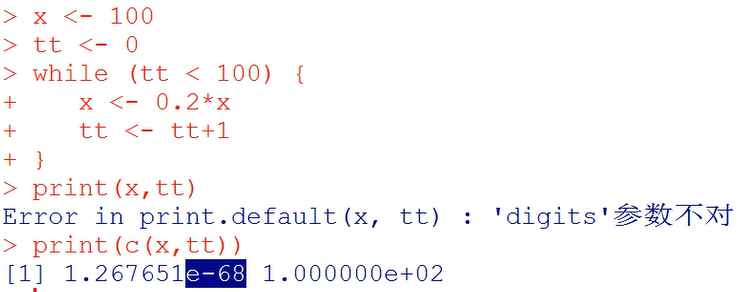 > x <- 100
> tt <- 0
> while (tt < 100) {
+    x <- 0.2*x
+    tt <- tt+1
+ }
> print(x,tt)
Error in print.default(x, tt) : 'digits'参数不对
> print(c(x,tt))
[1] 1.267651e-68 1.000000e+02